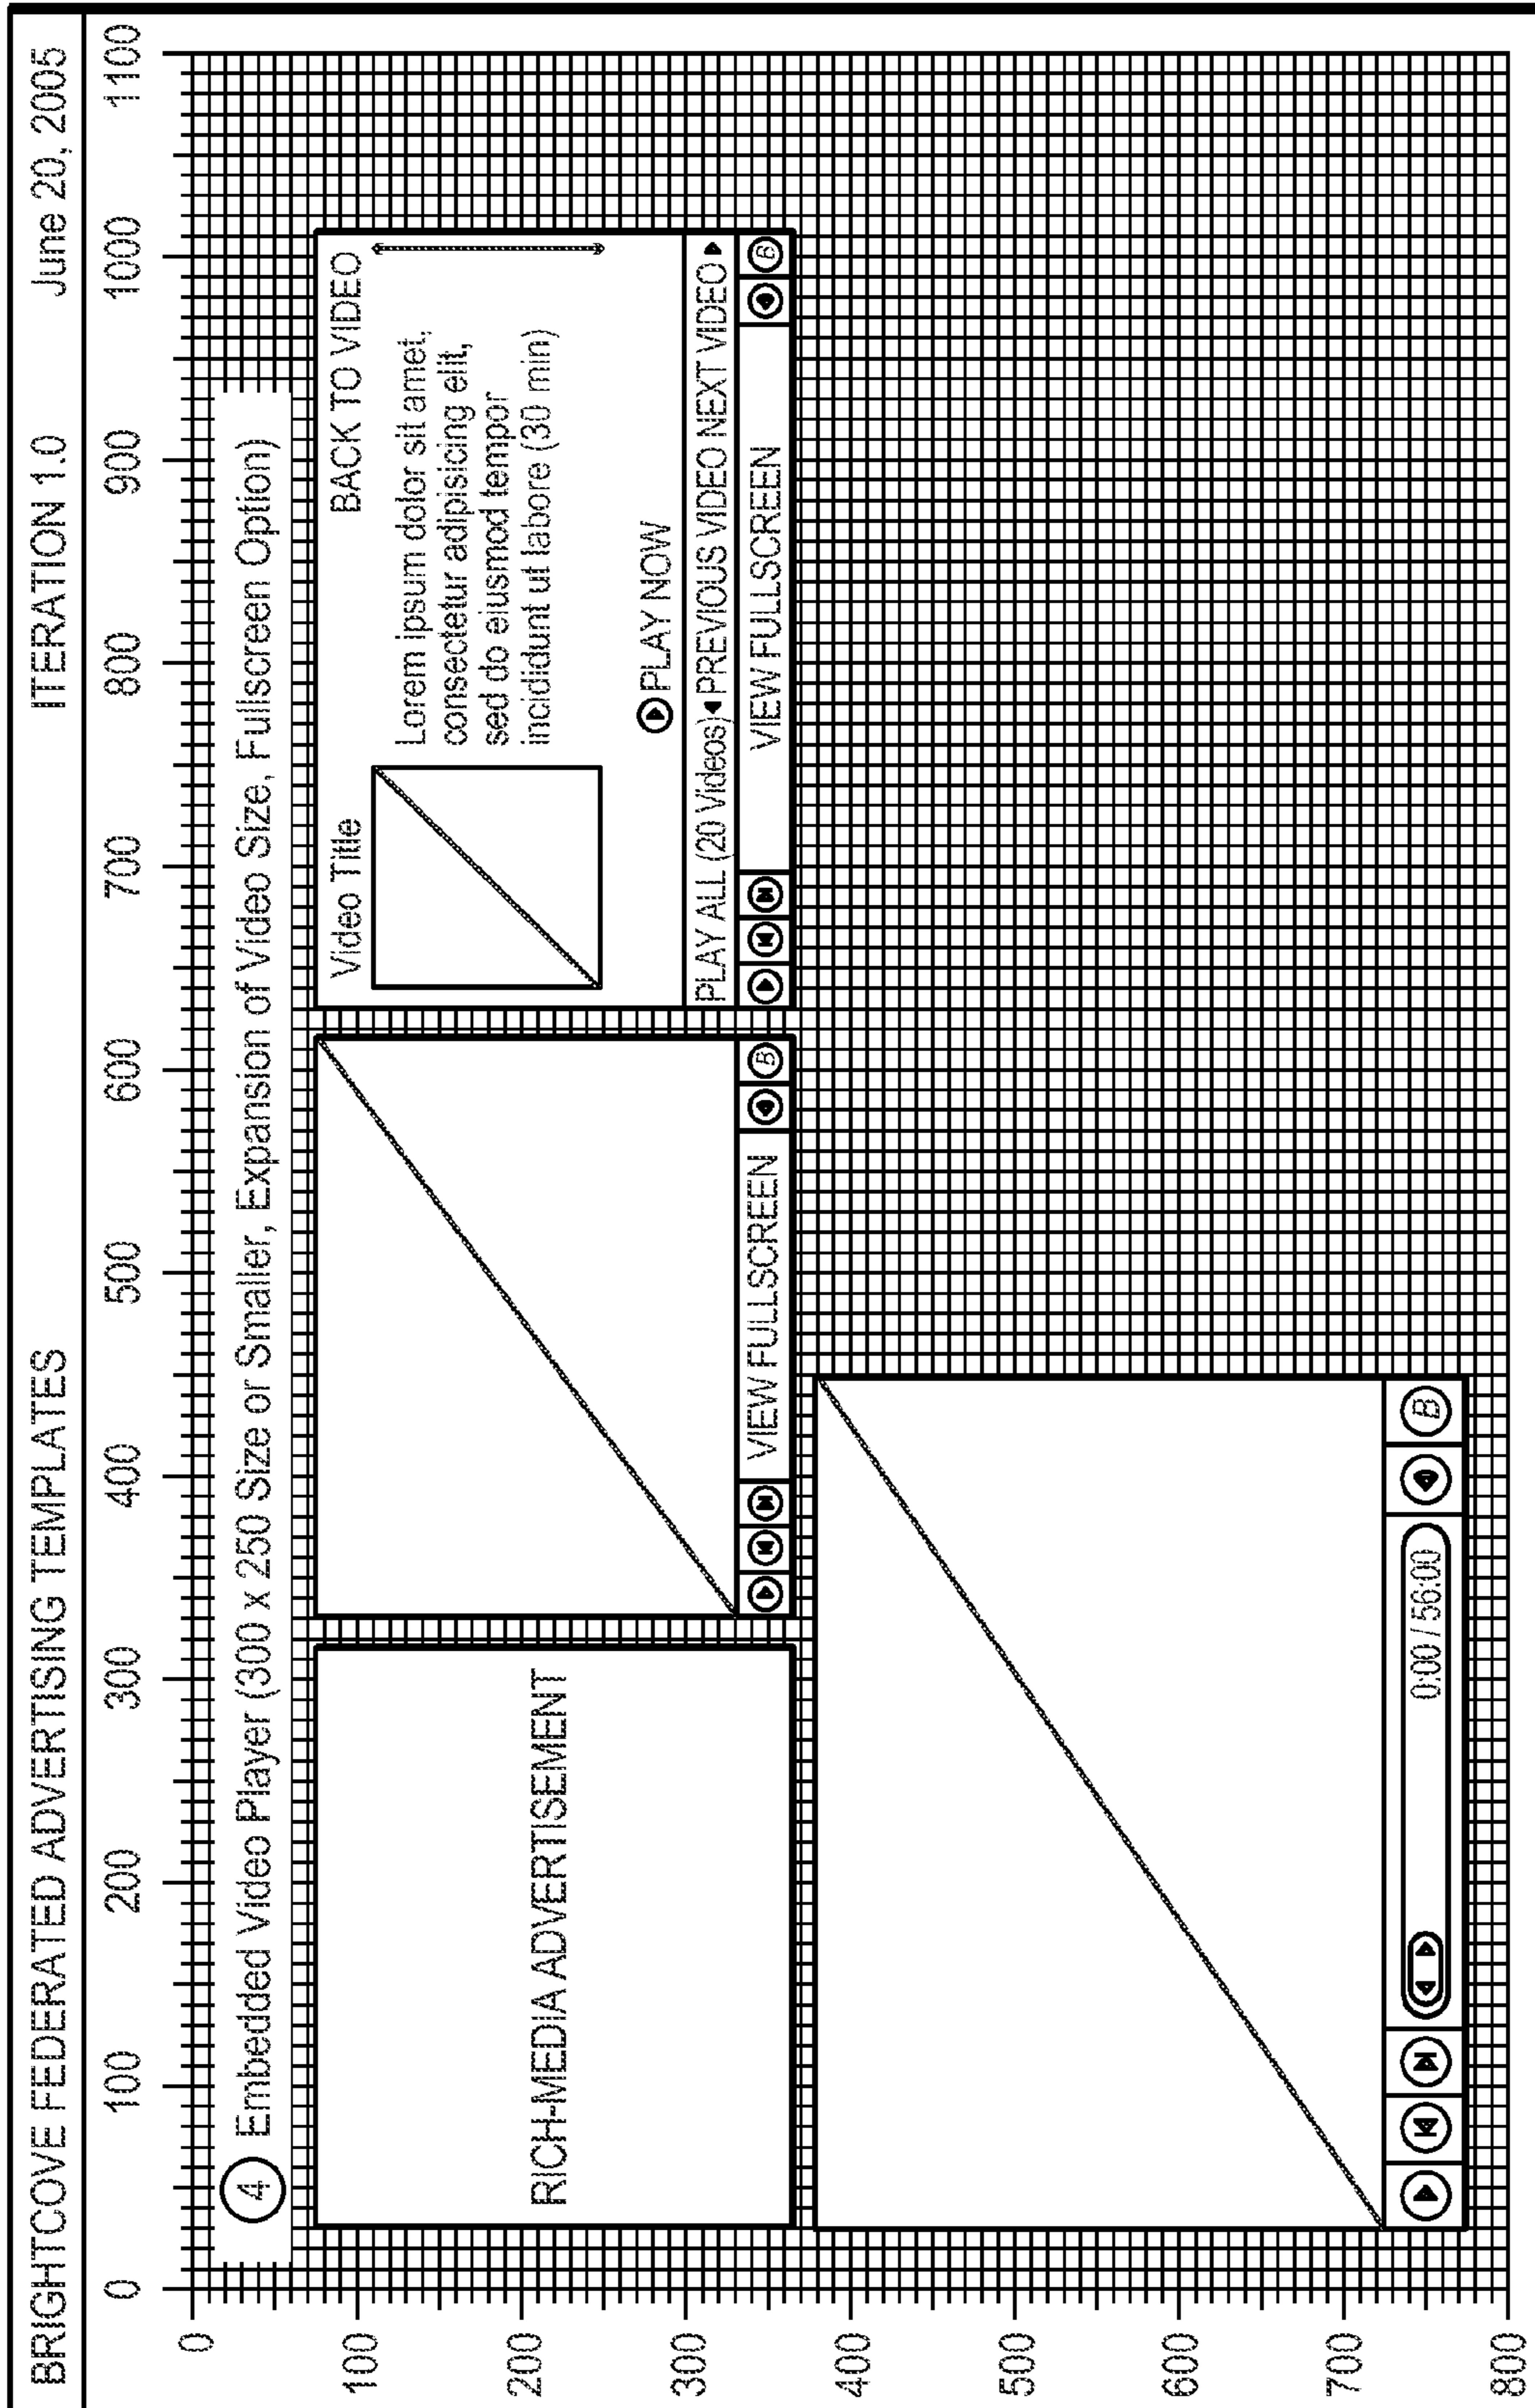 BRIGHTCOVE FEDERATED ADVERTISING TEMPLATES ITERATION 1.0 June 20, 2005
0 100 200 300 400 500 600 700 800 900 1000 1100
0
100
200
300
400
500
600
700
800
4 Embedded Video Player (300 x 250 Size or Smaller, Expansion of Video Size, Fullscreen Option)
RICH-MEDIA ADVERTISEMENT
VIEW FULLSCREEN
B
Video Title
BACK TO VIDEO
Lorem ipsum dolor sit amet,
consectetur adipisicing elit,
sed do eiusmod tempor
incididunt ut labore (30 min)
PLAY NOW
PLAY ALL (20 Videos) PREVIOUS VIDEO NEXT VIDEO
VIEW FULLSCREEN
B
0:00 / 56:00
B